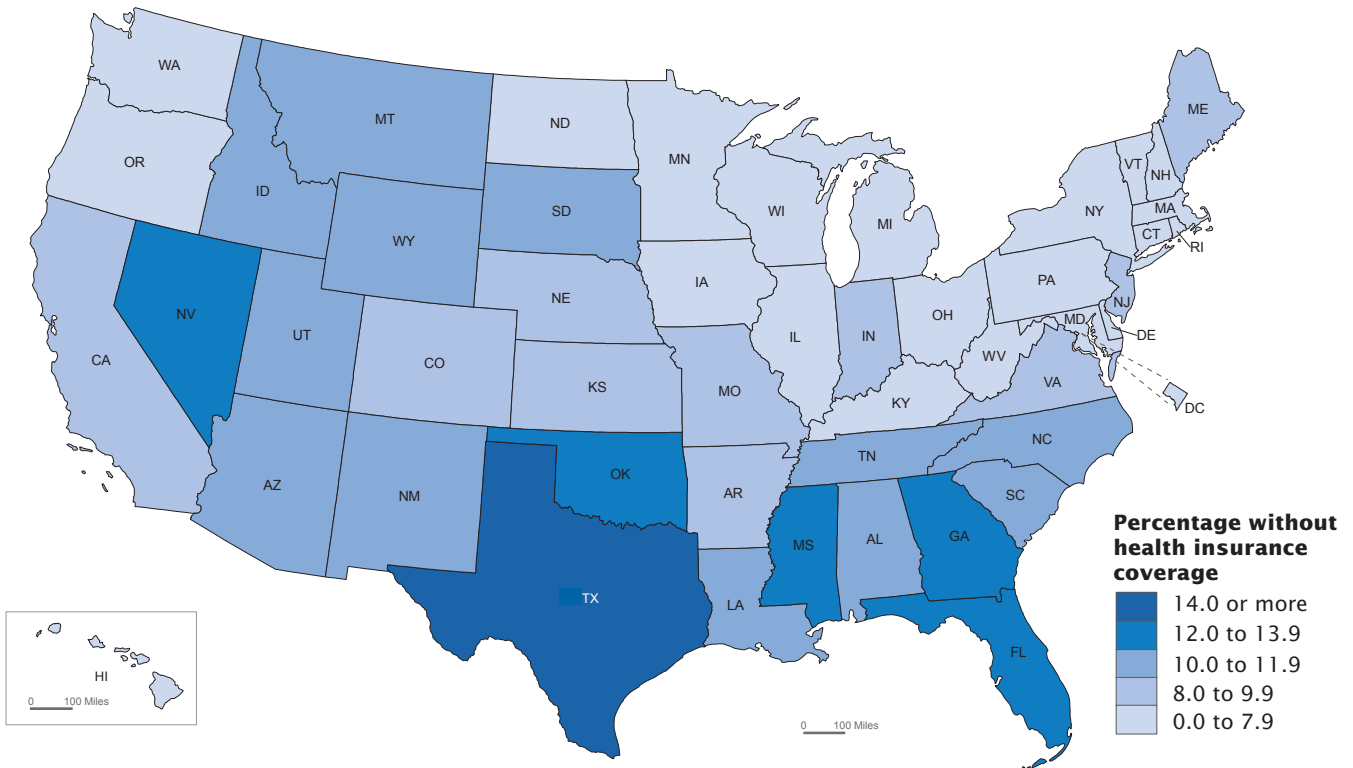 WA
MT
ND
MN
ME
OR
ID
SD
WI
MI
VT
NH
NY
MA
CT
RI
WY
IA
PA
NV
NE
IL
IN
OH
NJ
MD
DE
UT
CA
CO
KS
MO
WV
VA
KY
DC
AZ
NM
OK
AR
TN
NC
SC
MS
AL
GA
TX
LA
FL
HI
0 100 Miles
0 100 Miles
Percentage without
health insurance
coverage
14.0 or more
12.0 to 13.9
10.0 to 11.9
8.0 to 9.9
0.0 to 7.9